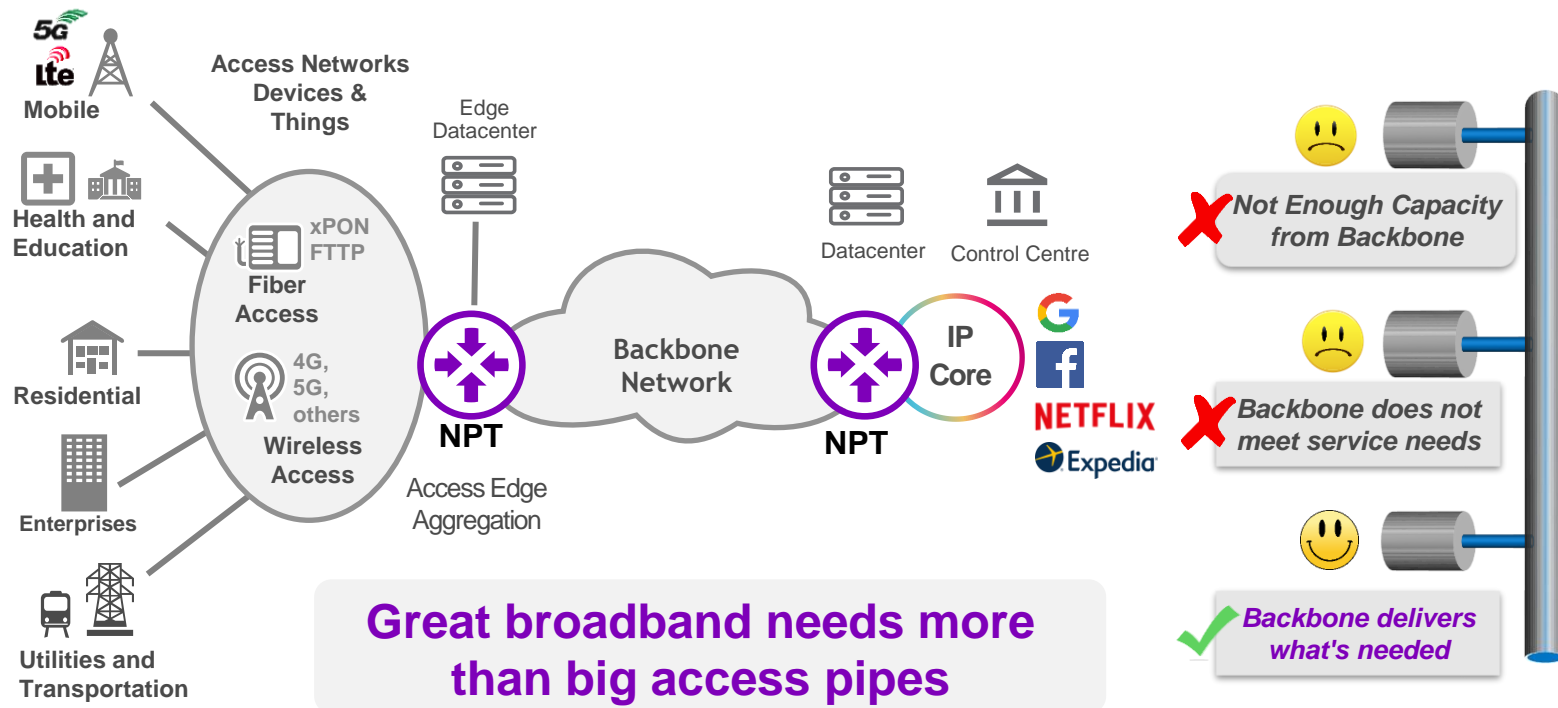 5G
lte
Mobile
Health and
Education
Residential
Enterprises
Utilities and
Transportation
Access Networks
Devices &
Things
xPON
FTTP
Fiber
Access
4G,
5G,
others
Wireless
Access
Edge
Datacenter
NPT
Access Edge
Aggregation
Backbone
Network
NPT
IP
Core
Datacenter
Control Centre
G
f
NETFLIX
Expedia
Great broadband needs more
than big access pipes
Not Enough Capacity
from Backbone
Backbone does not
meet service needs
Backbone delivers
what's needed